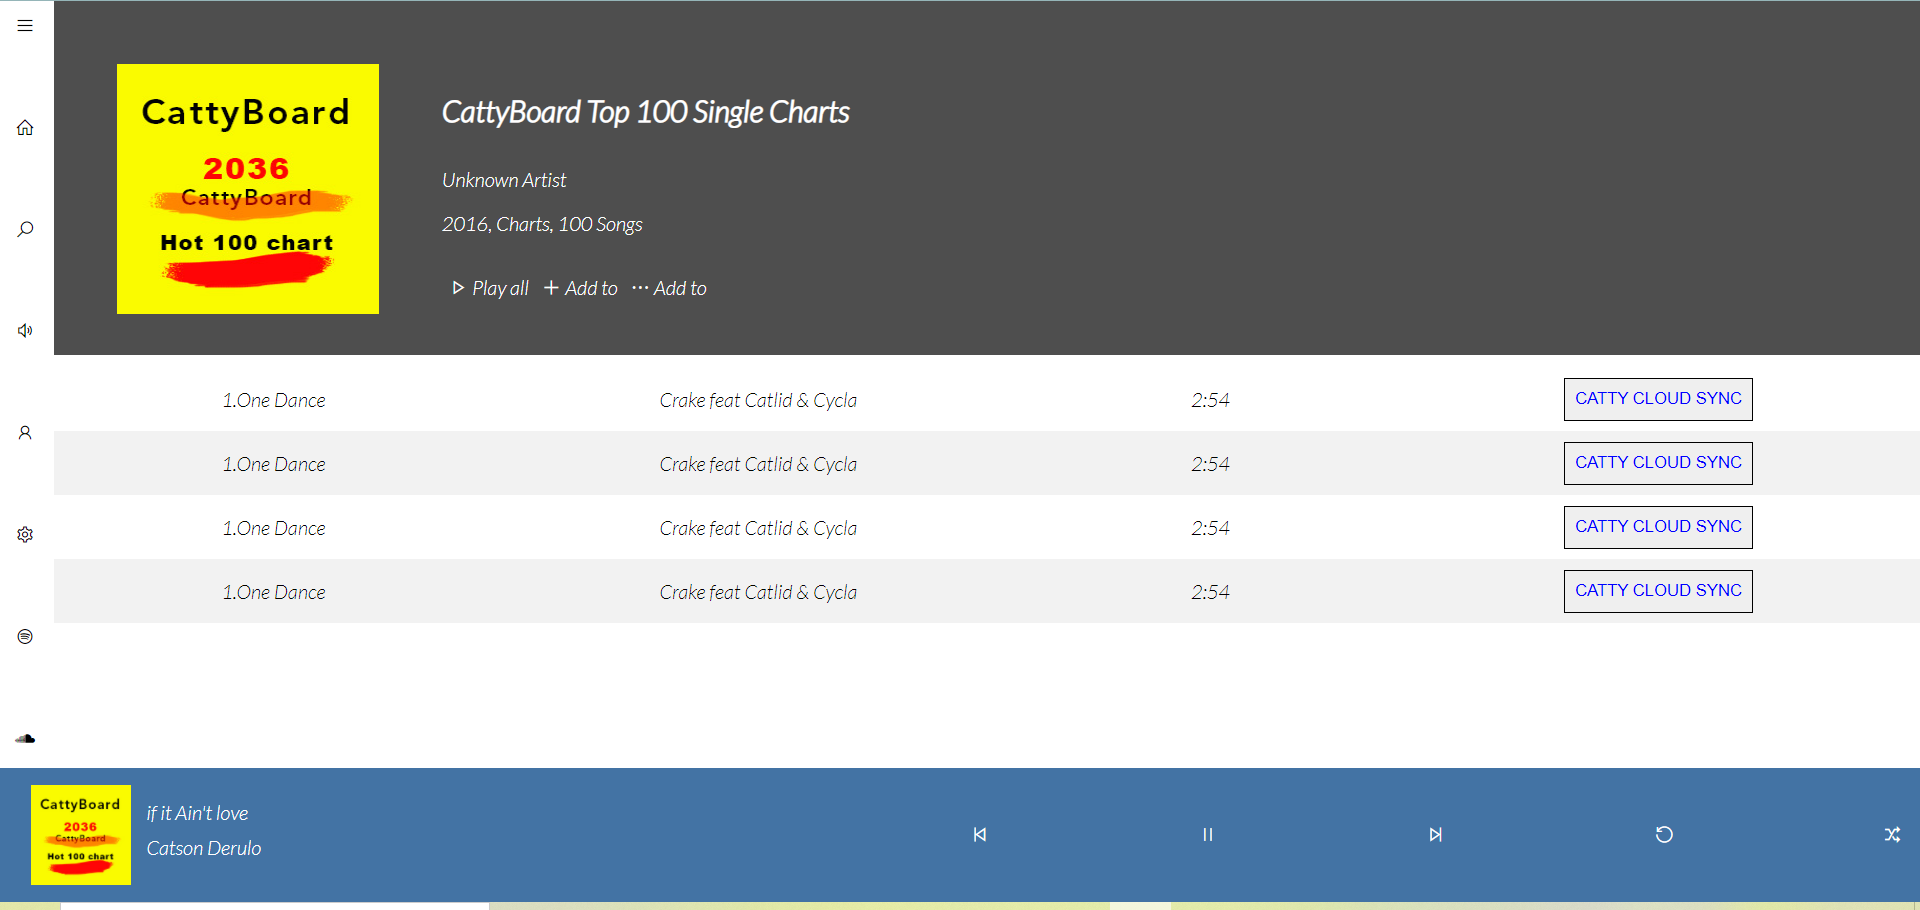 CattyBoard
2036
CattyBoard
Hot 100 chart
CattyBoard Top 100 Single Charts
Unknown Artist
2016, Charts, 100 Songs
Play all Add to Add to
1.One Dance Crake feat Catlid & Cycla 2:54 CATTY CLOUD SYNC
1.One Dance Crake feat Catlid & Cycla 2:54 CATTY CLOUD SYNC
1.One Dance Crake feat Catlid & Cycla 2:54 CATTY CLOUD SYNC
1.One Dance Crake feat Catlid & Cycla 2:54 CATTY CLOUD SYNC
CattyBoard
2036
CattyBoard
Hot 100 chart
if it Ain't love
Catson Derulo